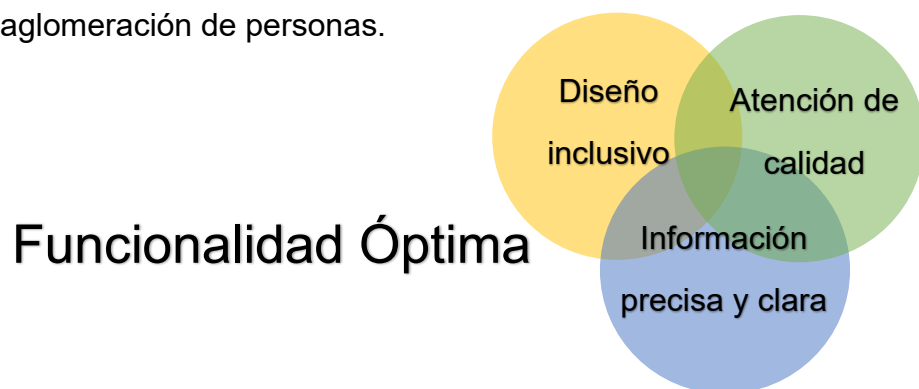 aglomeración de personas.
Diseño
inclusivo
Atención de
calidad
Funcionalidad Óptima
Información
precisa y clara